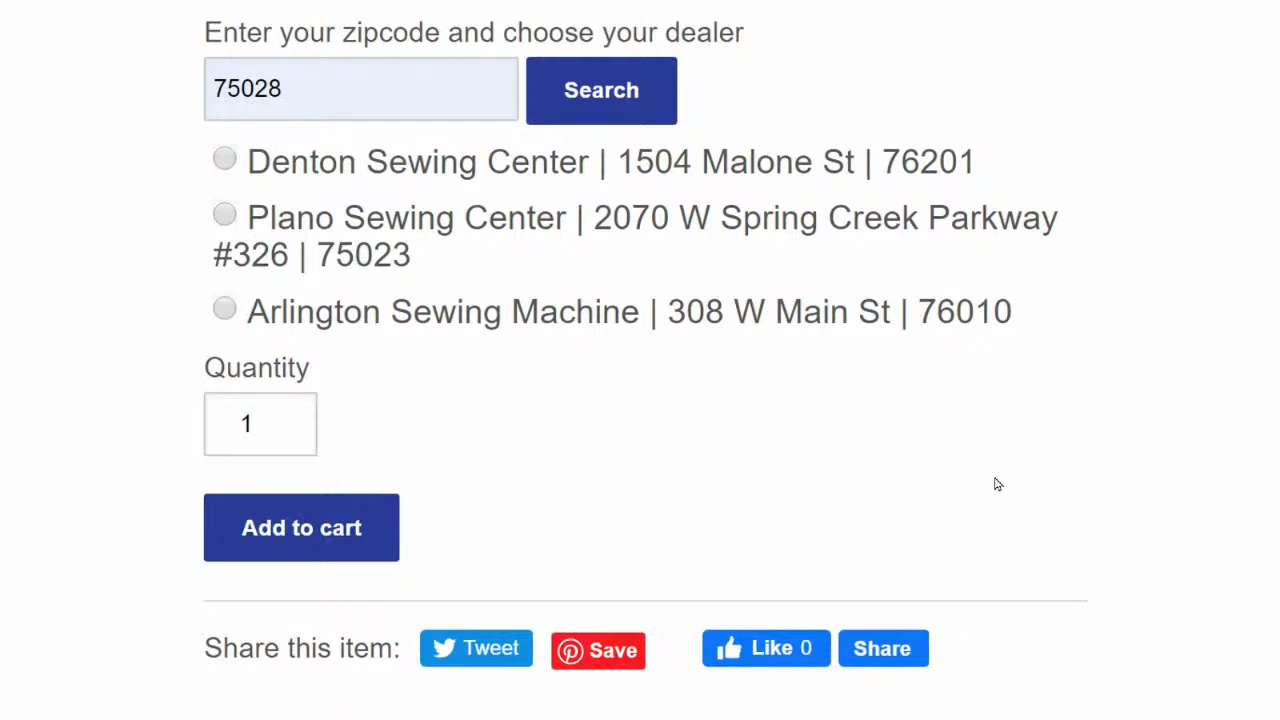 Enter your zipcode and choose your dealer
75028
Search
Denton Sewing Center | 1504 Malone St | 76201
Plano Sewing Center | 2070 W Spring Creek Parkway
#326 | 75023
Arlington Sewing Machine | 308 W Main St | 76010
Quantity
1
Add to cart
Share this item: Tweet Save Like 0 Share